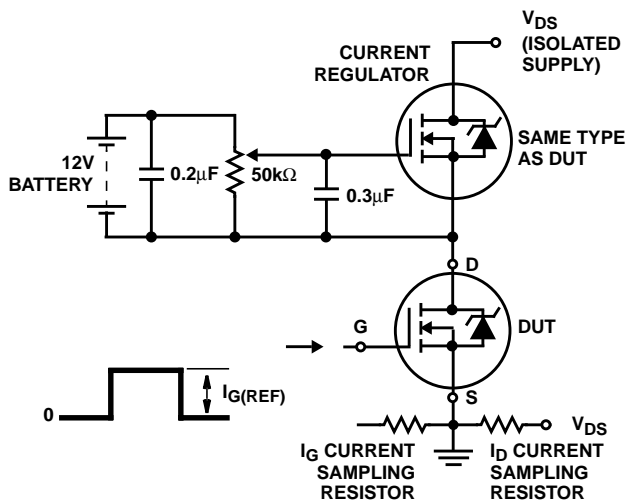 V_DS
(ISOLATED
SUPPLY)
CURRENT
REGULATOR
SAME TYPE
AS DUT
12V
BATTERY
0.2μF
50kΩ
0.3μF
D
DUT
G
S
0
I_G(REF)
V_DS
I_G CURRENT
SAMPLING
RESISTOR
I_D CURRENT
SAMPLING
RESISTOR